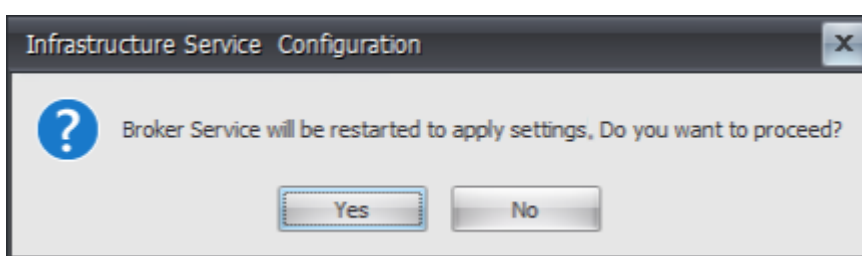 Infrastructure Service  Configuration
Broker Service will be restarted to apply settings. Do you want to proceed?
Yes
No